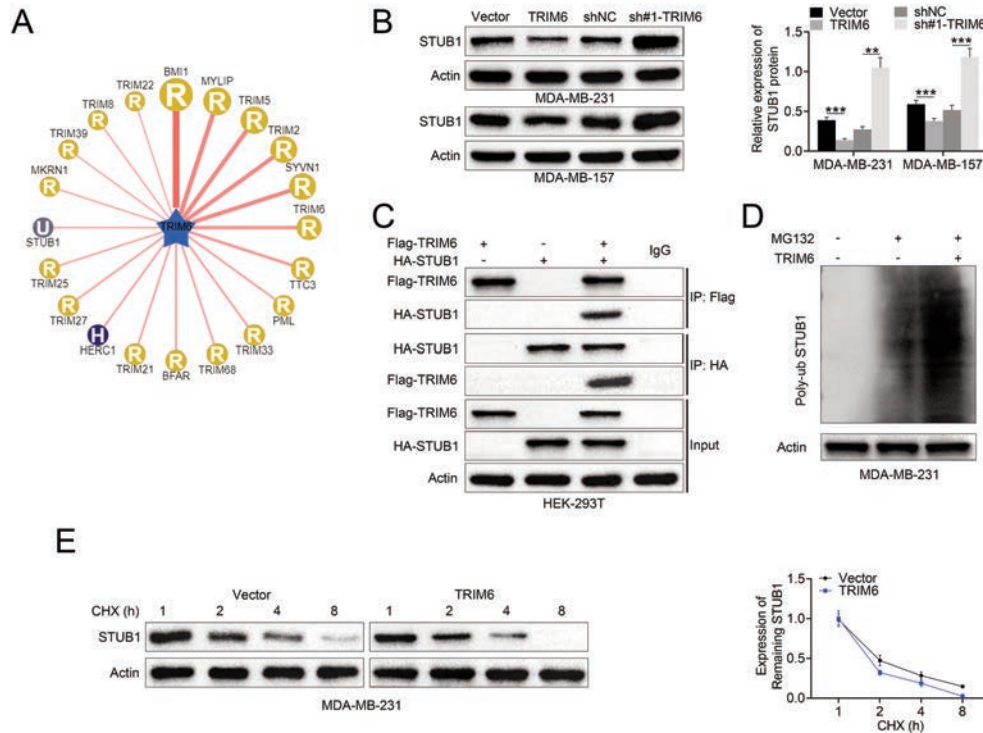 A
BMI1
R
MYLIP
R
TRIM5
R
TRIM2
R
SYVN1
R
TRIM6
R
TTC3
R
PML
R
TRIM33
R
TRIM68
R
BFAR
R
TRIM21
R
HERC1
H
TRIM27
R
TRIM25
R
STUB1
U
MKRN1
R
TRIM39
R
TRIM8
R
TRIM22
R
TRIM6
B
Vector TRIM6 shNC sh#1-TRIM6
STUB1
Actin
MDA-MB-231
STUB1
Actin
MDA-MB-157
Vector shNC
TRIM6 sh#1-TRIM6
Relative expression of
STUB1 protein
1.5
1.0
0.5
0.0
*** ** *** ***
MDA-MB-231 MDA-MB-157
C
Flag-TRIM6 + - + IgG
HA-STUB1 - + +
Flag-TRIM6
HA-STUB1
IP: Flag
HA-STUB1
Flag-TRIM6
IP: HA
Flag-TRIM6
HA-STUB1
Actin
Input
HEK-293T
D
MG132 - + +
TRIM6 - - +
Poly-ub STUB1
Actin
MDA-MB-231
E
Vector TRIM6
CHX (h) 1 2 4 8 1 2 4 8
STUB1
Actin
MDA-MB-231
Vector
TRIM6
Expression of
Remaining STUB1
1.5
1.0
0.5
0.0
1 2 4 8
CHX (h)